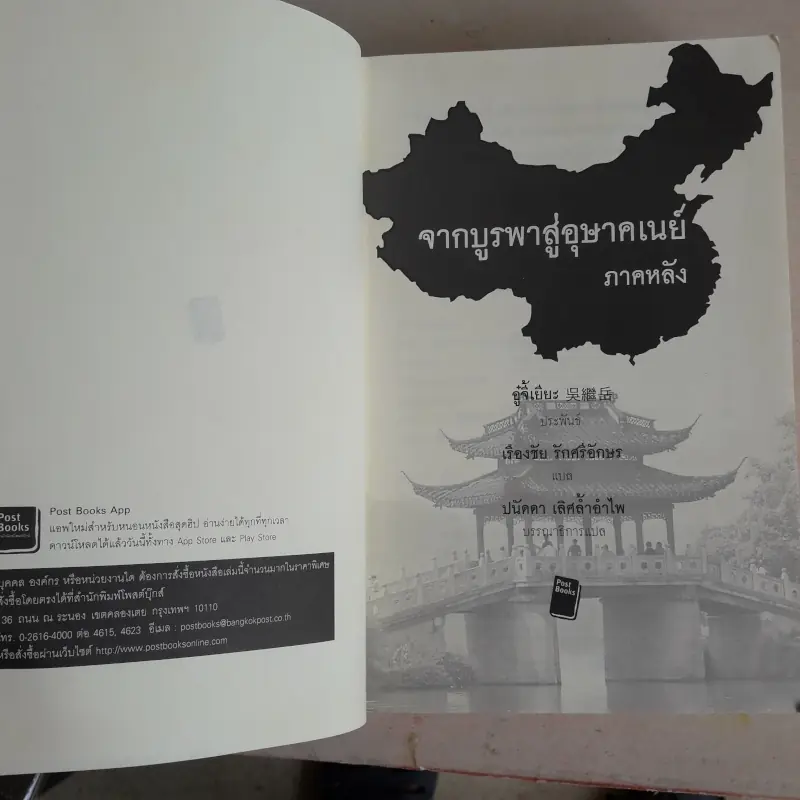 Post Books
Post Books App
แอพใหม่สำหรับหนอนหนังสือสุดฮิป อ่านง่ายได้ทุกที่ทุกเวลา
ดาวน์โหลดได้แล้ววันนี้ทั้งทาง App Store และ Play Store
บุคคล องค์กร หรือหน่วยงานใด ต้องการสั่งซื้อหนังสือเล่มนี้จำนวนมากในราคาพิเศษ
สั่งซื้อโดยตรงได้ที่สำนักพิมพ์โพสต์บุ๊กส์
136 ถนน ณ ระนอง เขตคลองเตย กรุงเทพฯ 10110
โทร. 0-2616-4000 ต่อ 4615, 4623 อีเมล : postbooks@bangkokpost.co.th
หรือสั่งซื้อผ่านเว็บไซต์ http://www.postbooksonline.com
จากบูรพาสู่อุษาคเนย์
ภาคหลัง
อู๋จี้เยียะ 吳繼岳
ประพันธ์
เริงชัย รักศรีอักษร
แปล
ปนัดดา เลิศล้ำอำไพ
บรรณาธิการแปล
Post Books